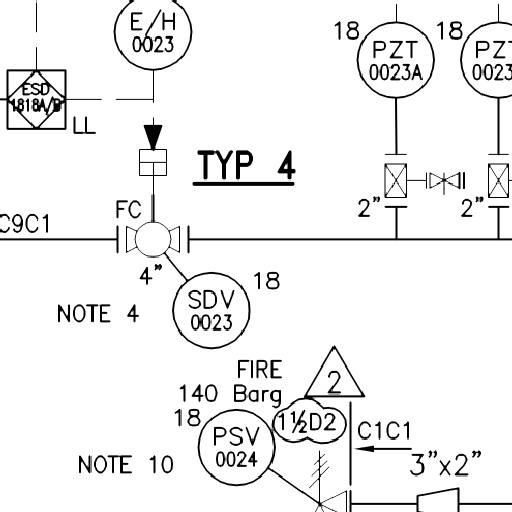 E/H
0023
18
PZT
0023A
18
PZT
0023
ESD
1818A/B
LL
TYP 4
2"
2"
FC
C9C1
4"
18
SDV
0023
NOTE 4
FIRE
140 Barg
2
18
1½D2
C1C1
PSV
0024
3"x2"
NOTE 10